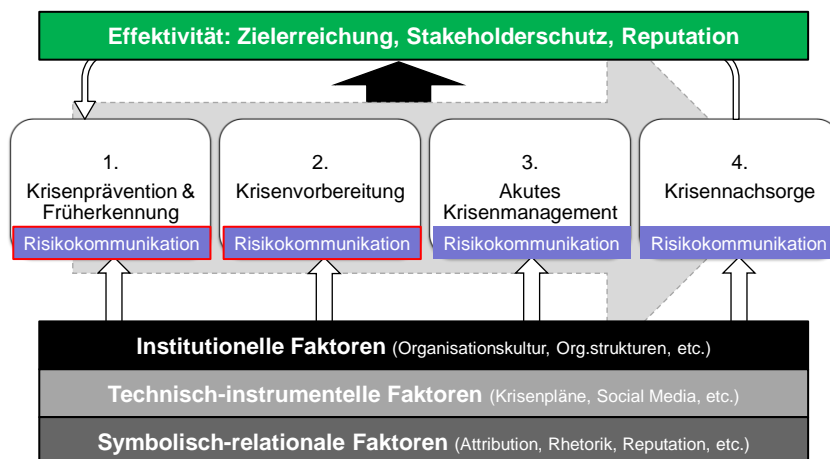 Effektivität: Zielerreichung, Stakeholderschutz, Reputation
1.
Krisenprävention &
Früherkennung
Risikokommunikation
2.
Krisenvorbereitung
Risikokommunikation
3.
Akutes
Krisenmanagement
Risikokommunikation
4.
Krisennachsorge
Risikokommunikation
Institutionelle Faktoren (Organisationskultur, Org.strukturen, etc.)
Technisch-instrumentelle Faktoren (Krisenpläne, Social Media, etc.)
Symbolisch-relationale Faktoren (Attribution, Rhetorik, Reputation, etc.)